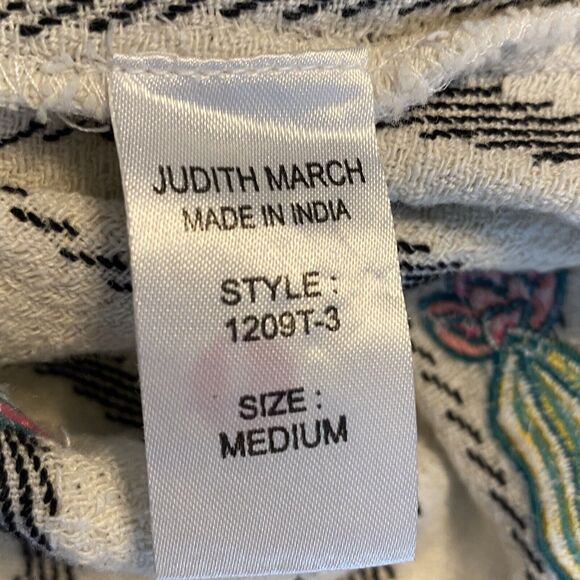 JUDITH MARCH
MADE IN INDIA
STYLE :
1209T-3
SIZE :
MEDIUM